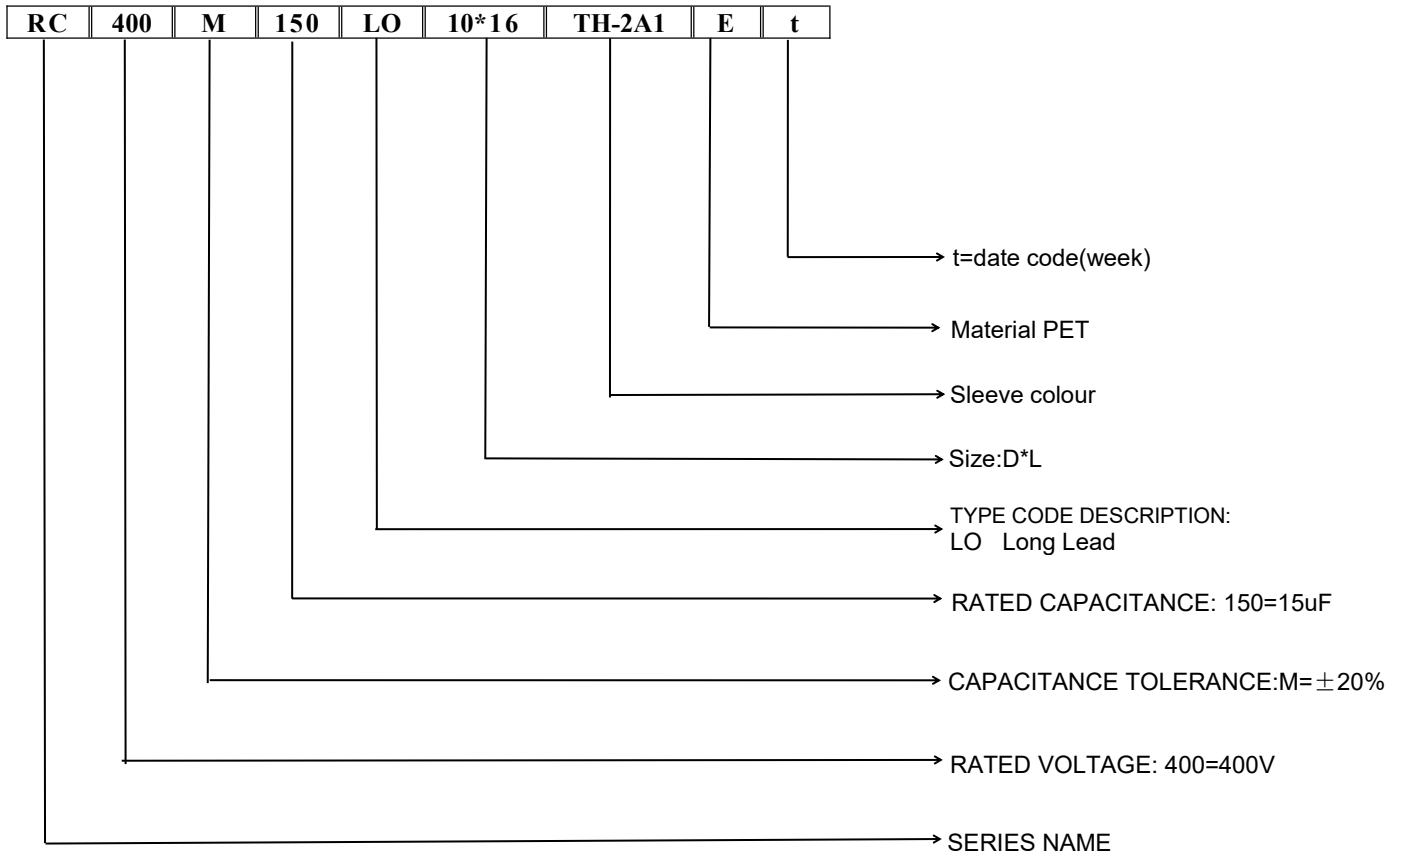 RC 400 M 150 LO 10*16 TH-2A1 E t
t=date code(week)
Material PET
Sleeve colour
Size:D*L
TYPE CODE DESCRIPTION:
LO Long Lead
RATED CAPACITANCE: 150=15uF
CAPACITANCE TOLERANCE:M=±20%
RATED VOLTAGE: 400=400V
SERIES NAME